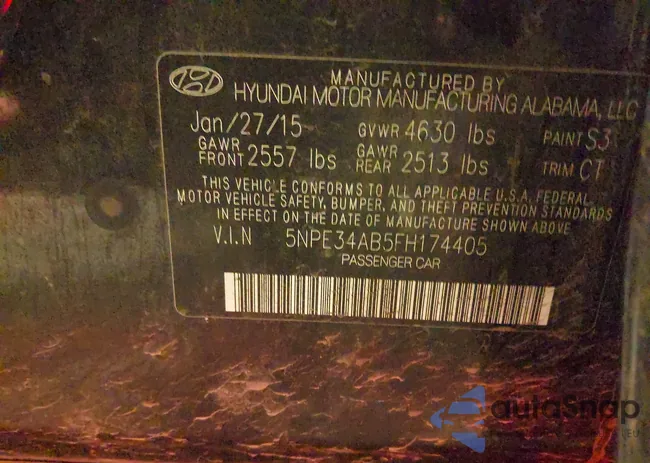 MANUFACTURED BY
HYUNDAI MOTOR MANUFACTURING ALABAMA, LLC
Jan/27/15 GVWR 4630 lbs PAINT S3
GAWR FRONT 2557 lbs GAWR REAR 2513 lbs TRIM CT
THIS VEHICLE CONFORMS TO ALL APPLICABLE U.S.A. FEDERAL
MOTOR VEHICLE SAFETY, BUMPER, AND THEFT PREVENTION STANDARDS
IN EFFECT ON THE DATE OF MANUFACTURE SHOWN ABOVE
V.I.N 5NPE34AB5FH174405
PASSENGER CAR
autoSnap